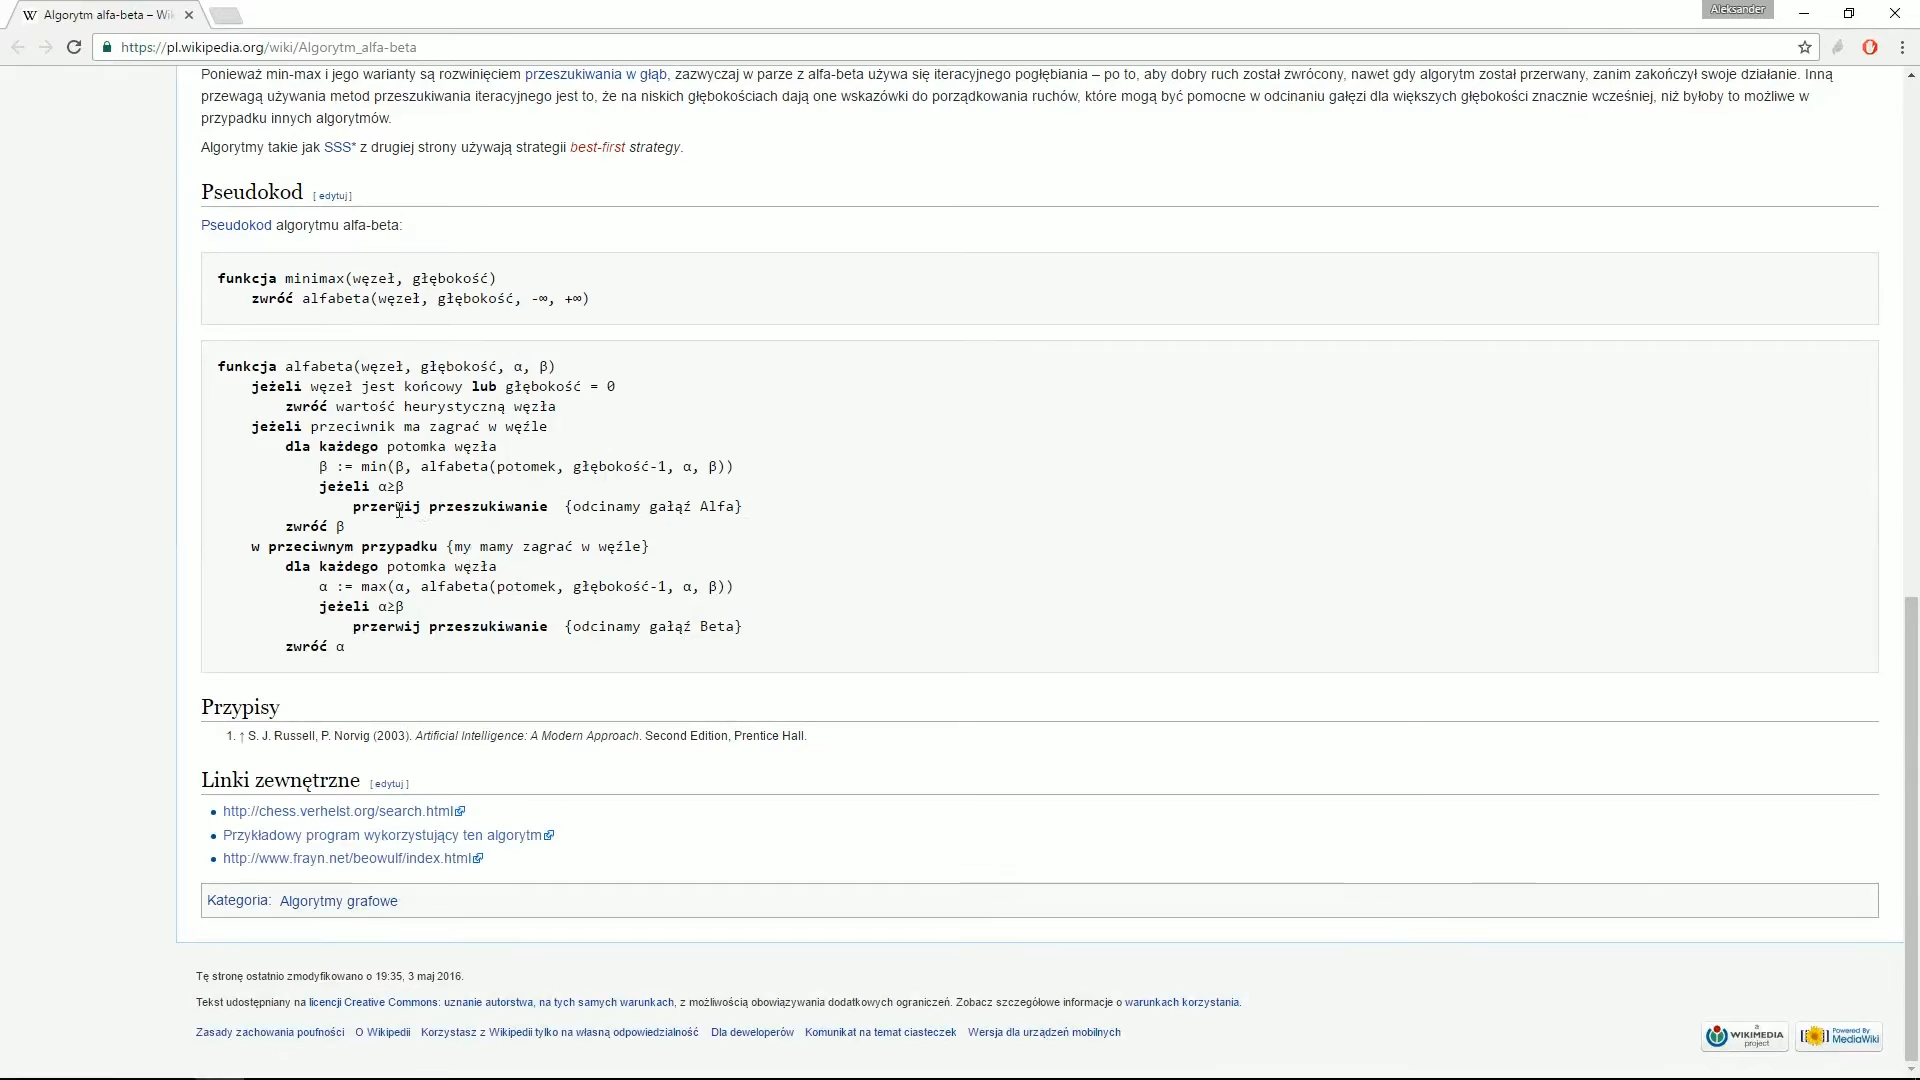 Algorytm alfa-beta – Wik
Aleksander
https://pl.wikipedia.org/wiki/Algorytm_alfa-beta
Ponieważ min-max i jego warianty są rozwinięciem przeszukiwania w głąb, zazwyczaj w parze z alfa-beta używa się iteracyjnego pogłębiania – po to, aby dobry ruch został zwrócony, nawet gdy algorytm został przerwany, zanim zakończył swoje działanie. Inną
przewagą używania metod przeszukiwania iteracyjnego jest to, że na niskich głębokościach dają one wskazówki do porządkowania ruchów, które mogą być pomocne w odcinaniu gałęzi dla większych głębokości znacznie wcześniej, niż byłoby to możliwe w
przypadku innych algorytmów.
Algorytmy takie jak SSS* z drugiej strony używają strategii best-first strategy.
Pseudokod [ edytuj ]
Pseudokod algorytmu alfa-beta:
funkcja minimax(węzeł, głębokość)
zwróć alfabeta(węzeł, głębokość, -∞, +∞)
funkcja alfabeta(węzeł, głębokość, α, β)
jeżeli węzeł jest końcowy lub głębokość = 0
zwróć wartość heurystyczną węzła
jeżeli przeciwnik ma zagrać w węźle
dla każdego potomka węzła
β := min(β, alfabeta(potomek, głębokość-1, α, β))
jeżeli α≥β
przerwij przeszukiwanie {odcinamy gałąź Alfa}
zwróć β
w przeciwnym przypadku {my mamy zagrać w węźle}
dla każdego potomka węzła
α := max(α, alfabeta(potomek, głębokość-1, α, β))
jeżeli α≥β
przerwij przeszukiwanie {odcinamy gałąź Beta}
zwróć α
Przypisy
1. ↑ S. J. Russell, P. Norvig (2003). Artificial Intelligence: A Modern Approach. Second Edition, Prentice Hall.
Linki zewnętrzne [ edytuj ]
http://chess.verhelst.org/search.html
Przykładowy program wykorzystujący ten algorytm
http://www.frayn.net/beowulf/index.html
Kategoria: Algorytmy grafowe
Tę stronę ostatnio zmodyfikowano o 19:35, 3 maj 2016.
Tekst udostępniany na licencji Creative Commons: uznanie autorstwa, na tych samych warunkach, z możliwością obowiązywania dodatkowych ograniczeń. Zobacz szczegółowe informacje o warunkach korzystania.
Zasady zachowania poufności O Wikipedii Korzystasz z Wikipedii tylko na własną odpowiedzialność Dla deweloperów Komunikat na temat ciasteczek Wersja dla urządzeń mobilnych
a WIKIMEDIA project
Powered By MediaWiki